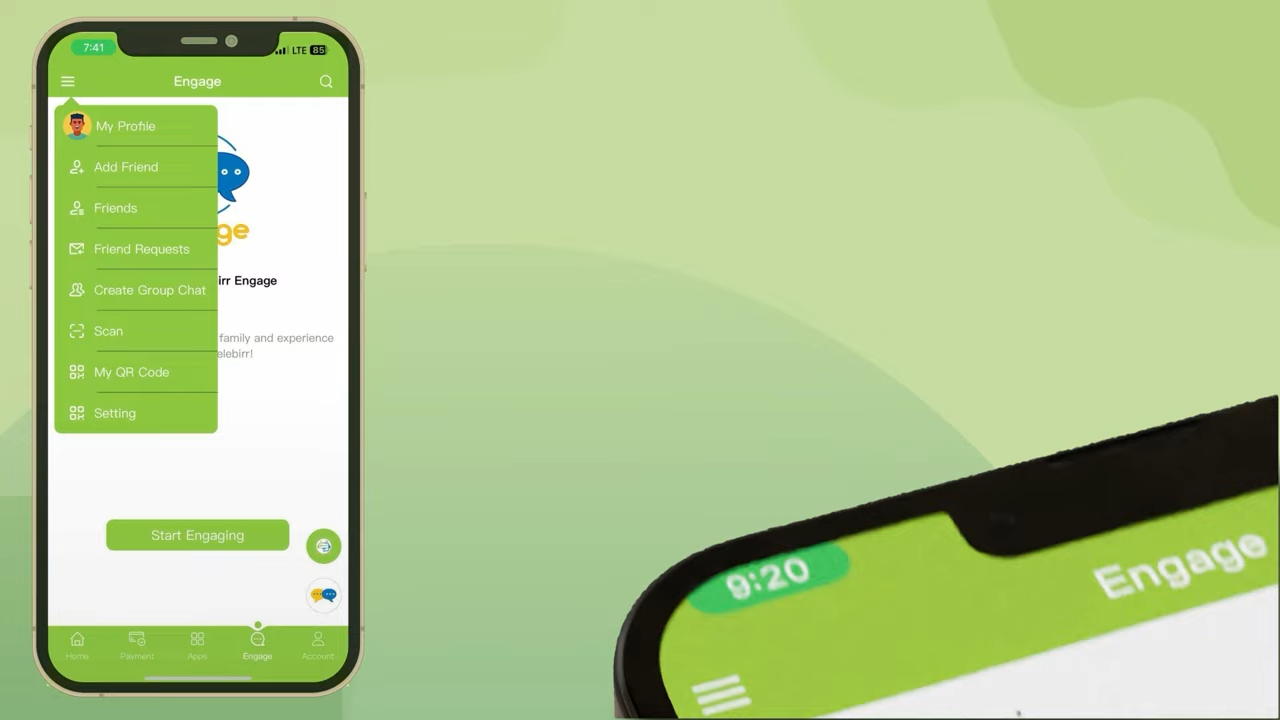 7:41
LTE 85
Engage
My Profile
Add Friend
Friends
ge
Friend Requests
irr Engage
Create Group Chat
Scan
family and experience
elebirr!
My QR Code
Setting
Start Engaging
Home
Payment
Apps
Engage
Account
9:20
Engage